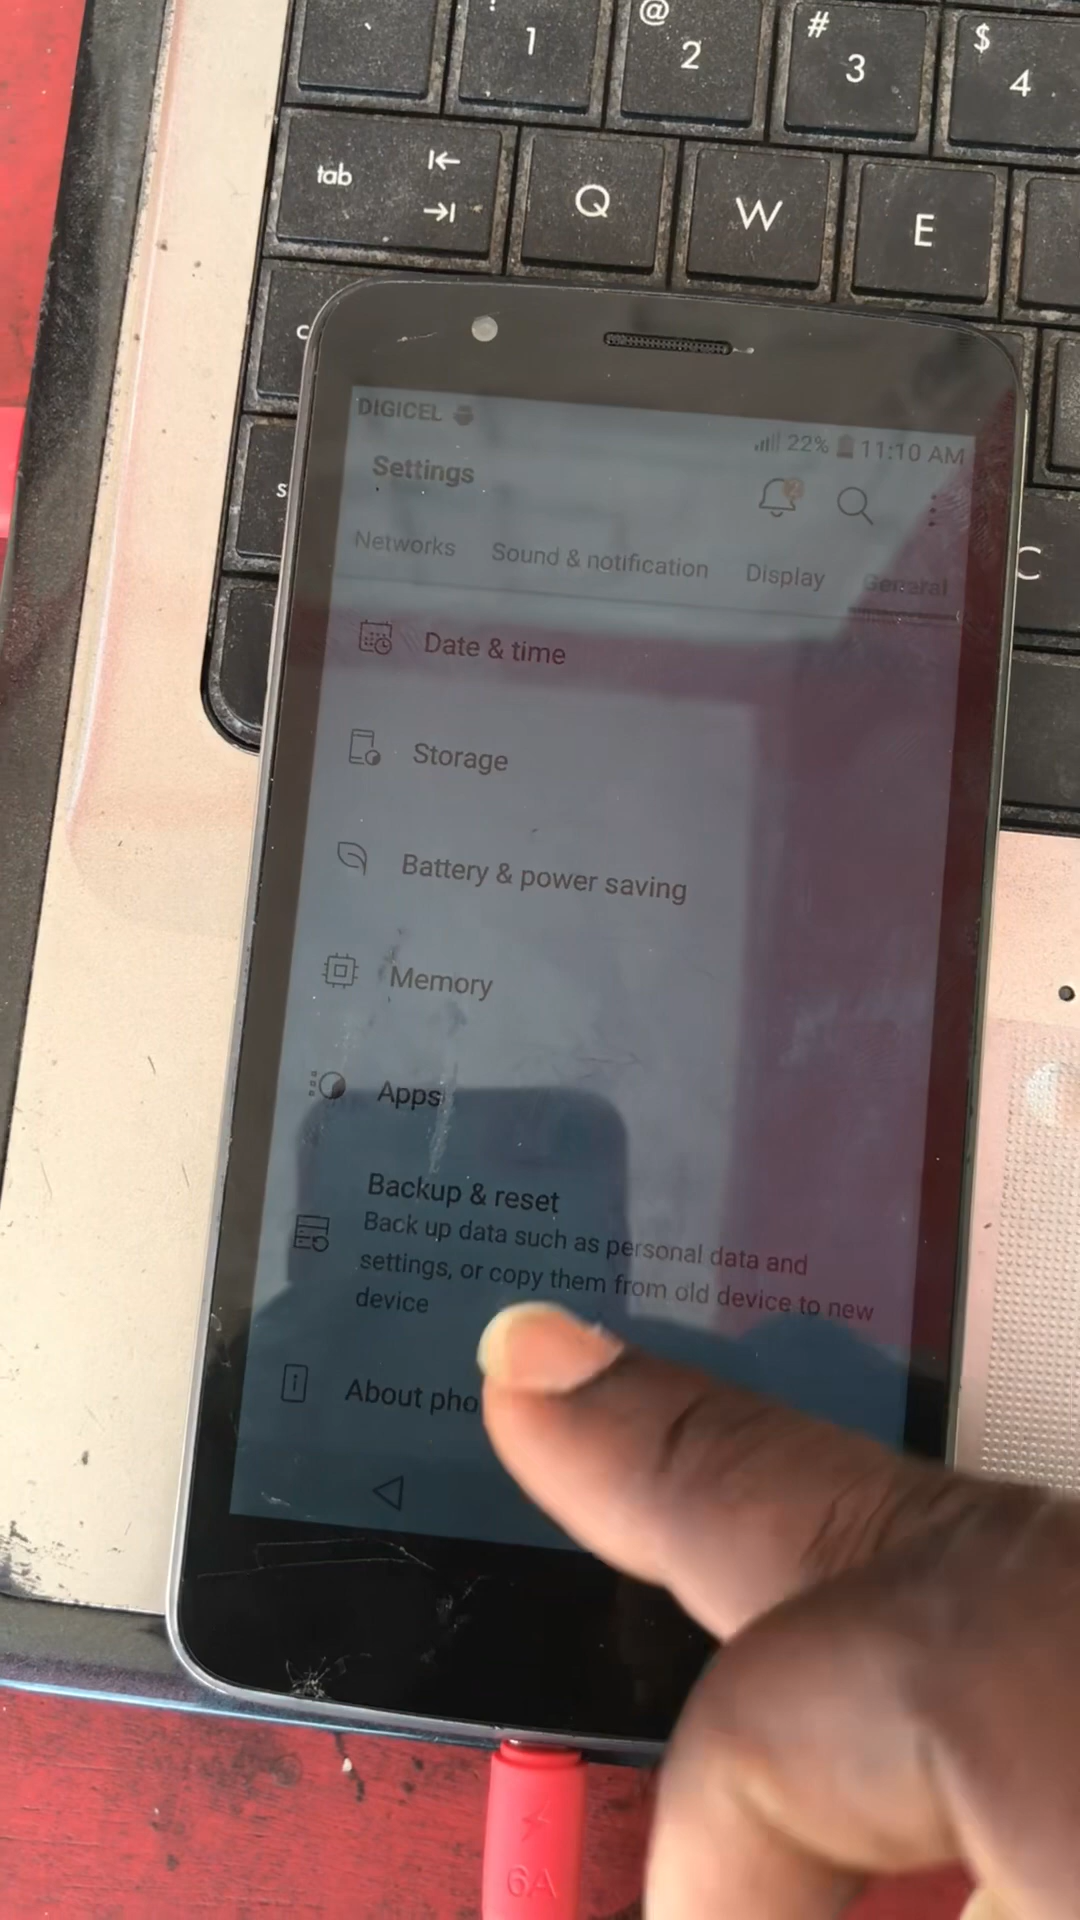 !
`
1
@
2
#
3
$
4
tab
Q
W
E
c
s
C
DIGICEL
22% 11:10 AM
Settings
Networks Sound & notification Display General
Date & time
Storage
Battery & power saving
Memory
Apps
Backup & reset
Back up data such as personal data and
settings, or copy them from old device to new
device
About pho
6A